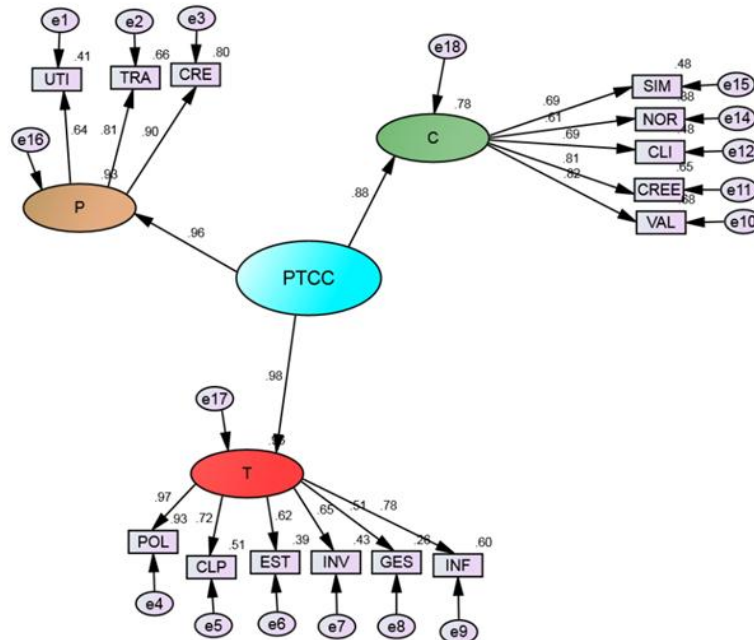 e1
e2
e3
.41
.66
.80
UTI
TRA
CRE
e16
.64
.81
.90
.93
P
.96
e18
.78
C
.88
.69
.61
.69
.81
.82
.48
SIM
e15
NOR
e14
CLI
e12
.65
CREE
e11
.68
VAL
e10
PTCC
.98
e17
T
.97
.72
.62
.65
.51
.78
.93
.51
.39
.43
.60
POL
CLP
EST
INV
GES
INF
e4
e5
e6
e7
e8
e9